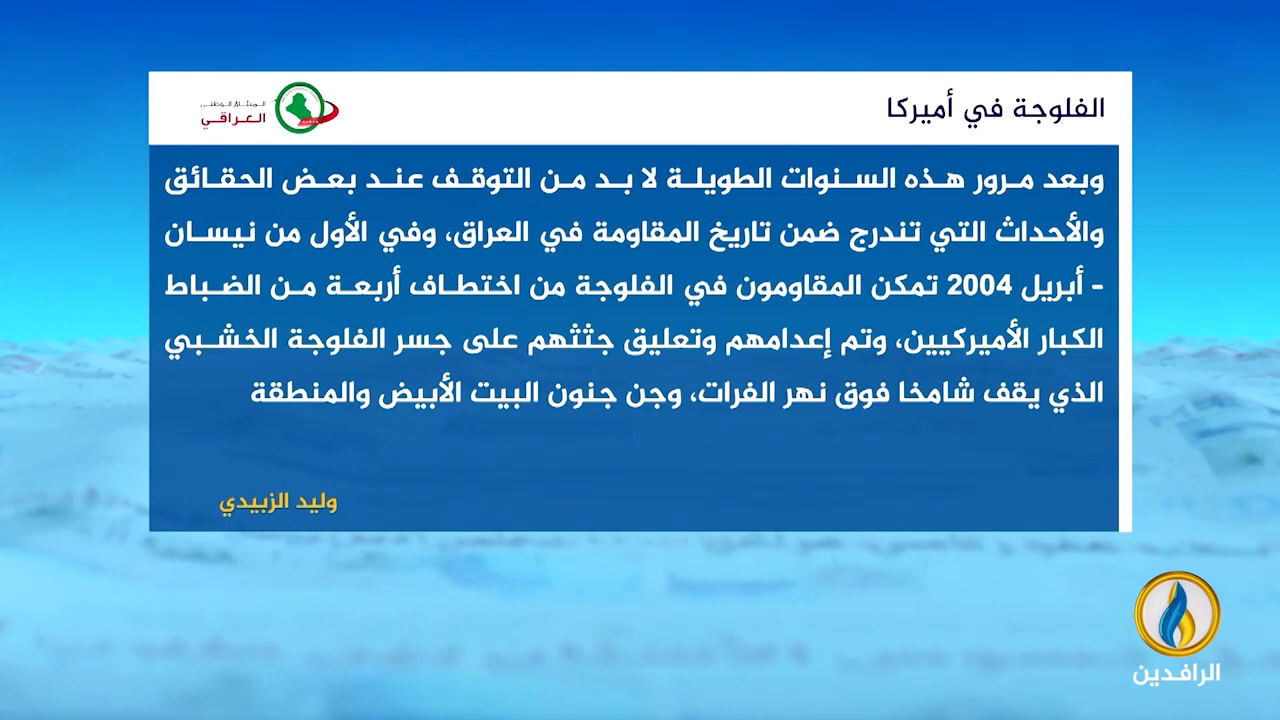 الفلوجة في أميركا
الميثاق الوطني
العراقي
وبعد مرور هذه السنوات الطويلة لا بد من التوقف عند بعض الحقائق
والأحداث التي تندرج ضمن تاريخ المقاومة في العراق، وفي الأول من نيسان
- أبريل 2004 تمكن المقاومون في الفلوجة من اختطاف أربعة من الضباط
الكبار الأميركيين، وتم إعدامهم وتعليق جثثهم على جسر الفلوجة الخشبي
الذي يقف شامخا فوق نهر الفرات، وجن جنون البيت الأبيض والمنطقة
وليد الزبيدي
الرافدين